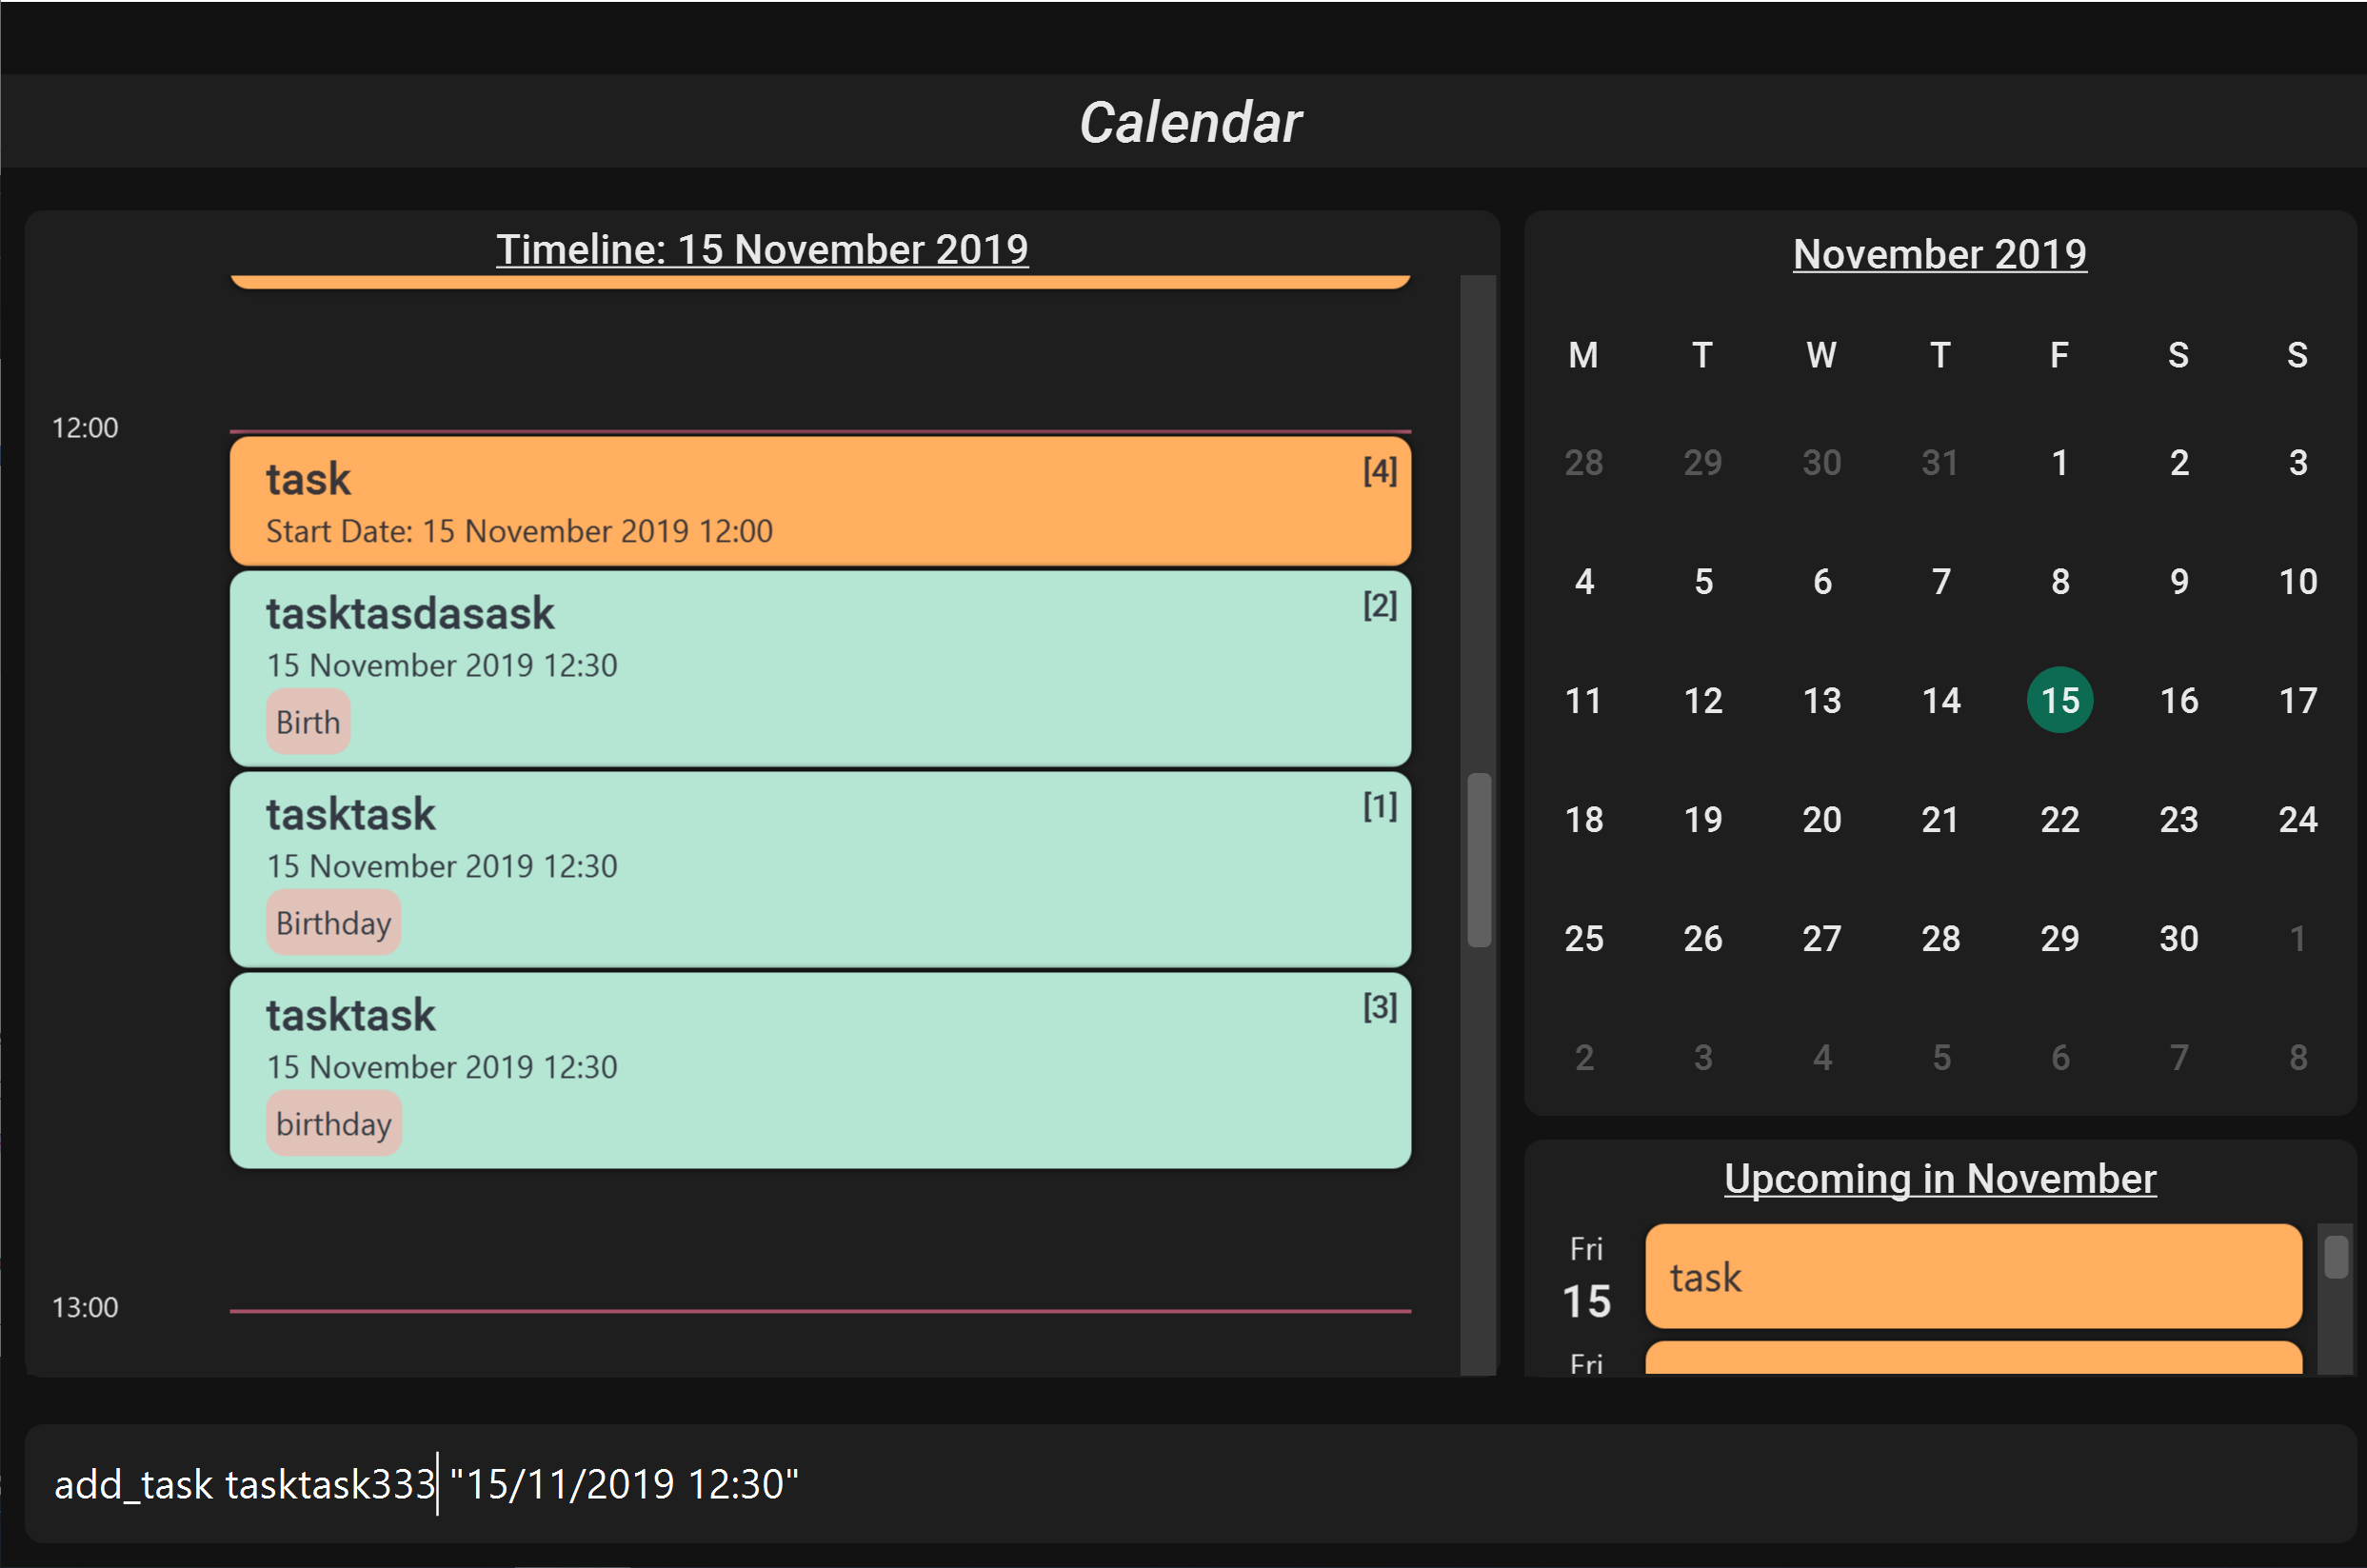 Calendar
Timeline: 15 November 2019
12:00
task
[4]
Start Date: 15 November 2019 12:00
tasktasdasask
[2]
15 November 2019 12:30
Birth
tasktask
[1]
15 November 2019 12:30
Birthday
tasktask
[3]
15 November 2019 12:30
birthday
13:00
November 2019
M T W T F S S
28 29 30 31 1 2 3
4 5 6 7 8 9 10
11 12 13 14 15 16 17
18 19 20 21 22 23 24
25 26 27 28 29 30 1
2 3 4 5 6 7 8
Upcoming in November
Fri
15
task
Fri
add_task tasktask333 "15/11/2019 12:30"